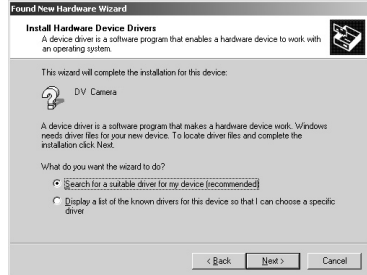 Found New Hardware Wizard
Install Hardware Device Drivers
A device driver is a software program that enables a hardware device to work with
an operating system.
This wizard will complete the installation for this device:
DV Camera
A device driver is a software program that makes a hardware device work. Windows
needs driver files for your new device. To locate driver files and complete the
installation click Next.
What do you want the wizard to do?
Search for a suitable driver for my device (recommended)
Display a list of the known drivers for this device so that I can choose a specific
driver
< Back
Next >
Cancel